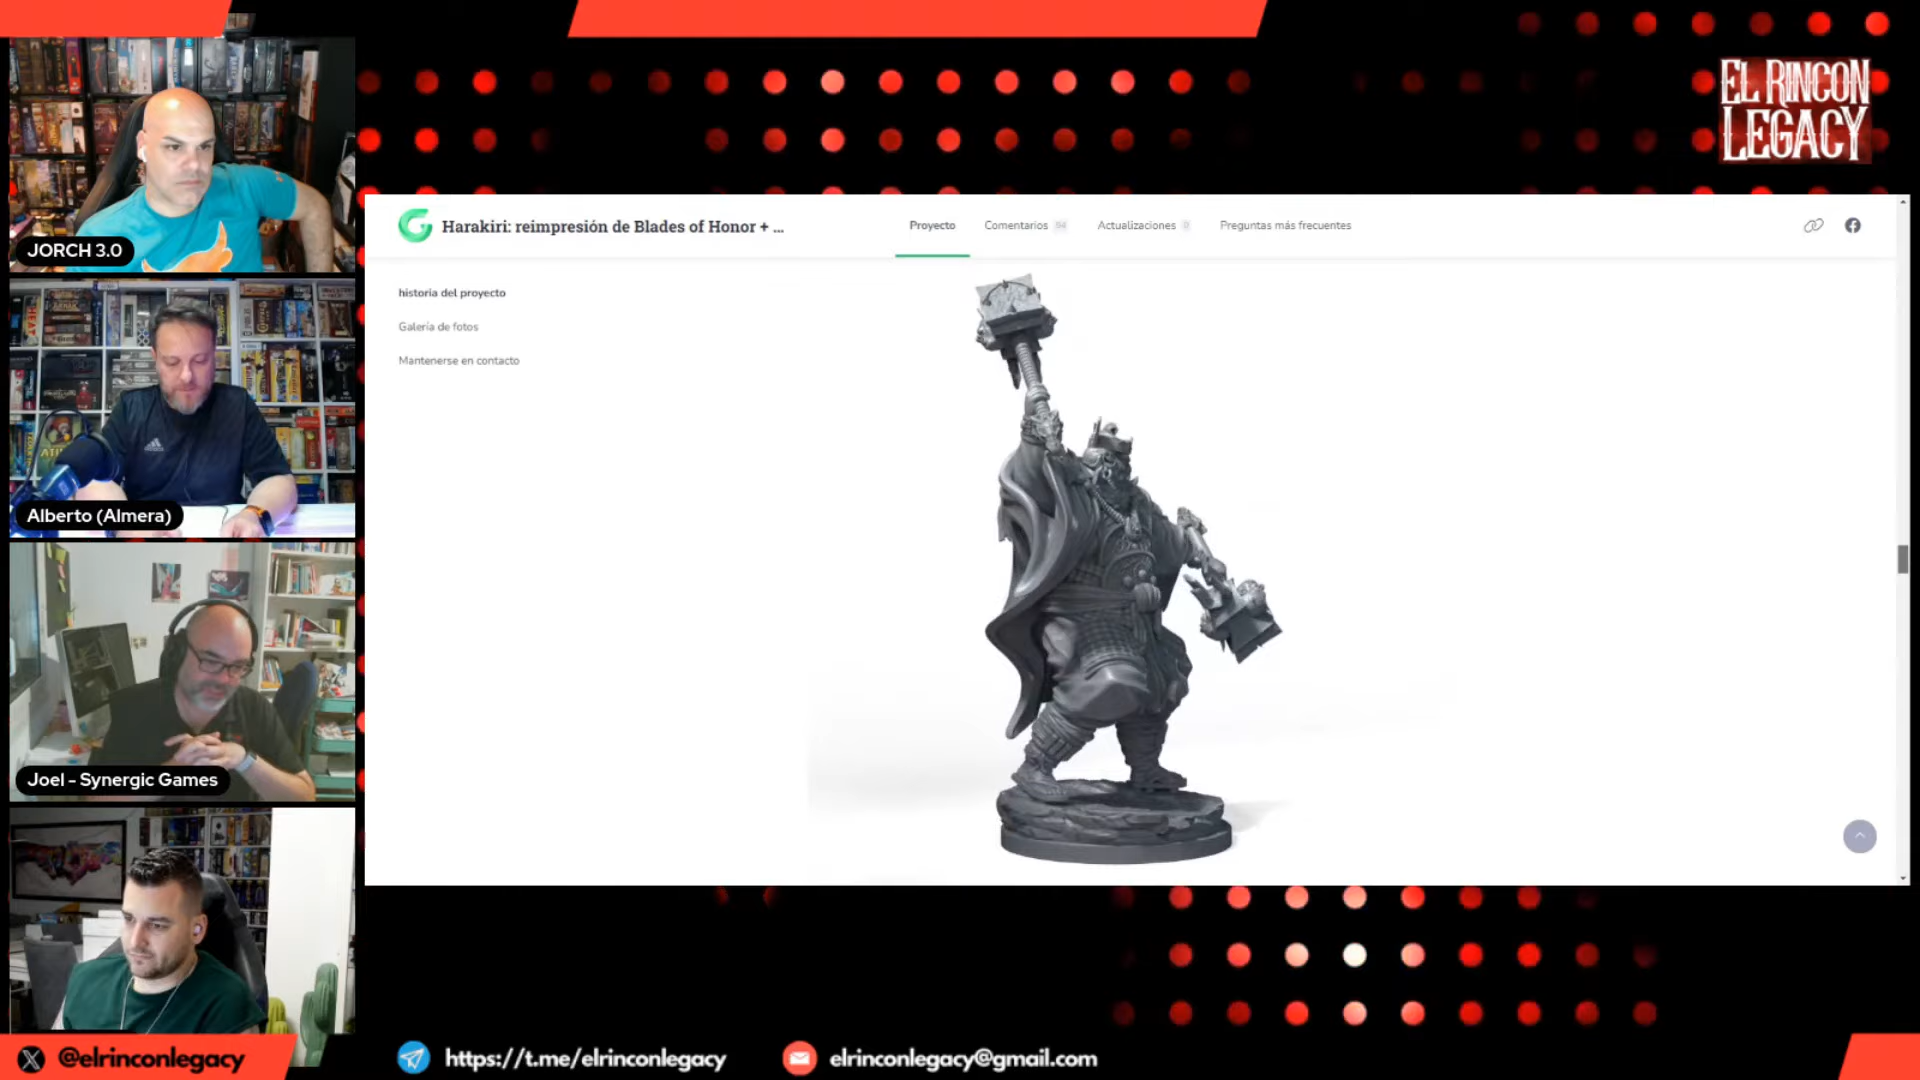 EL RINCON
LEGACY
JORCH 3.0
Alberto (Almera)
Joel - Synergic Games
Harakiri: reimpresión de Blades of Honor + ...
Proyecto
Comentarios
Actualizaciones 0
Preguntas más frecuentes
historia del proyecto
Galería de fotos
Mantenerse en contacto
HEAT
@elrinconlegacy
https://t.me/elrinconlegacy
elrinconlegacy@gmail.com